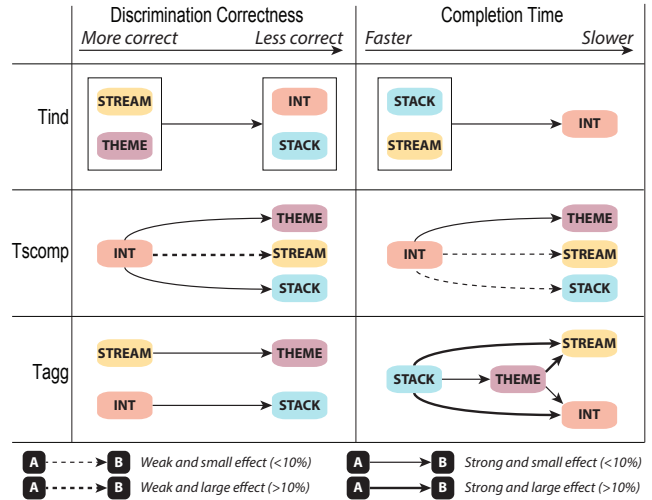 Discrimination Correctness Completion Time
More correct Less correct Faster Slower
Tind STREAM INT STACK INT
THEME STACK STREAM
Tscomp INT THEME INT THEME
STREAM STREAM
STACK STACK
Tagg STREAM THEME STACK THEME STREAM
INT STACK INT
A B Weak and small effect (<10%) A B Strong and small effect (<10%)
A B Weak and large effect (>10%) A B Strong and large effect (>10%)